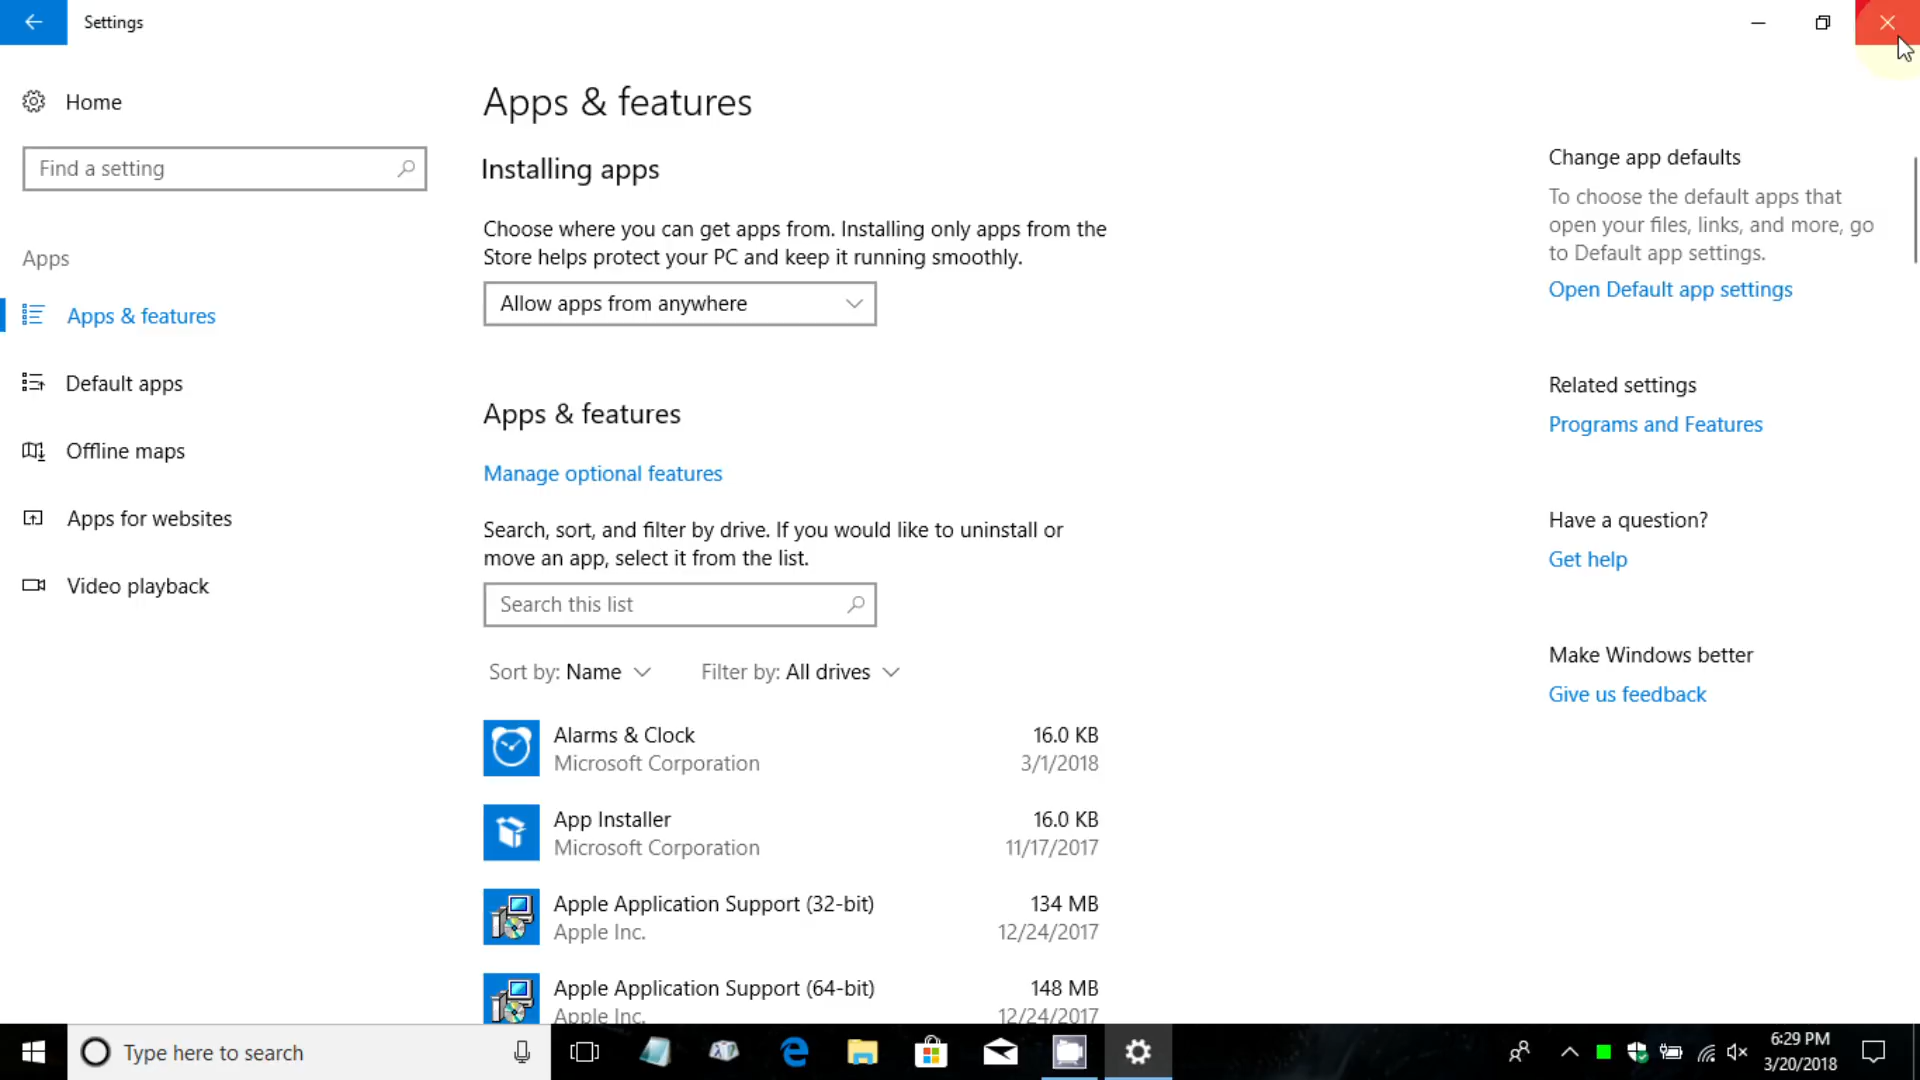 Settings
Home
Find a setting
Apps
Apps & features
Default apps
Offline maps
Apps for websites
Video playback
Apps & features
Installing apps
Choose where you can get apps from. Installing only apps from the
Store helps protect your PC and keep it running smoothly.
Allow apps from anywhere
Apps & features
Manage optional features
Search, sort, and filter by drive. If you would like to uninstall or
move an app, select it from the list.
Search this list
Sort by: Name Filter by: All drives
Alarms & Clock 16.0 KB
Microsoft Corporation 3/1/2018
App Installer 16.0 KB
Microsoft Corporation 11/17/2017
Apple Application Support (32-bit) 134 MB
Apple Inc. 12/24/2017
Apple Application Support (64-bit) 148 MB
Apple Inc. 12/24/2017
Change app defaults
To choose the default apps that
open your files, links, and more, go
to Default app settings.
Open Default app settings
Related settings
Programs and Features
Have a question?
Get help
Make Windows better
Give us feedback
Type here to search
6:29 PM
3/20/2018